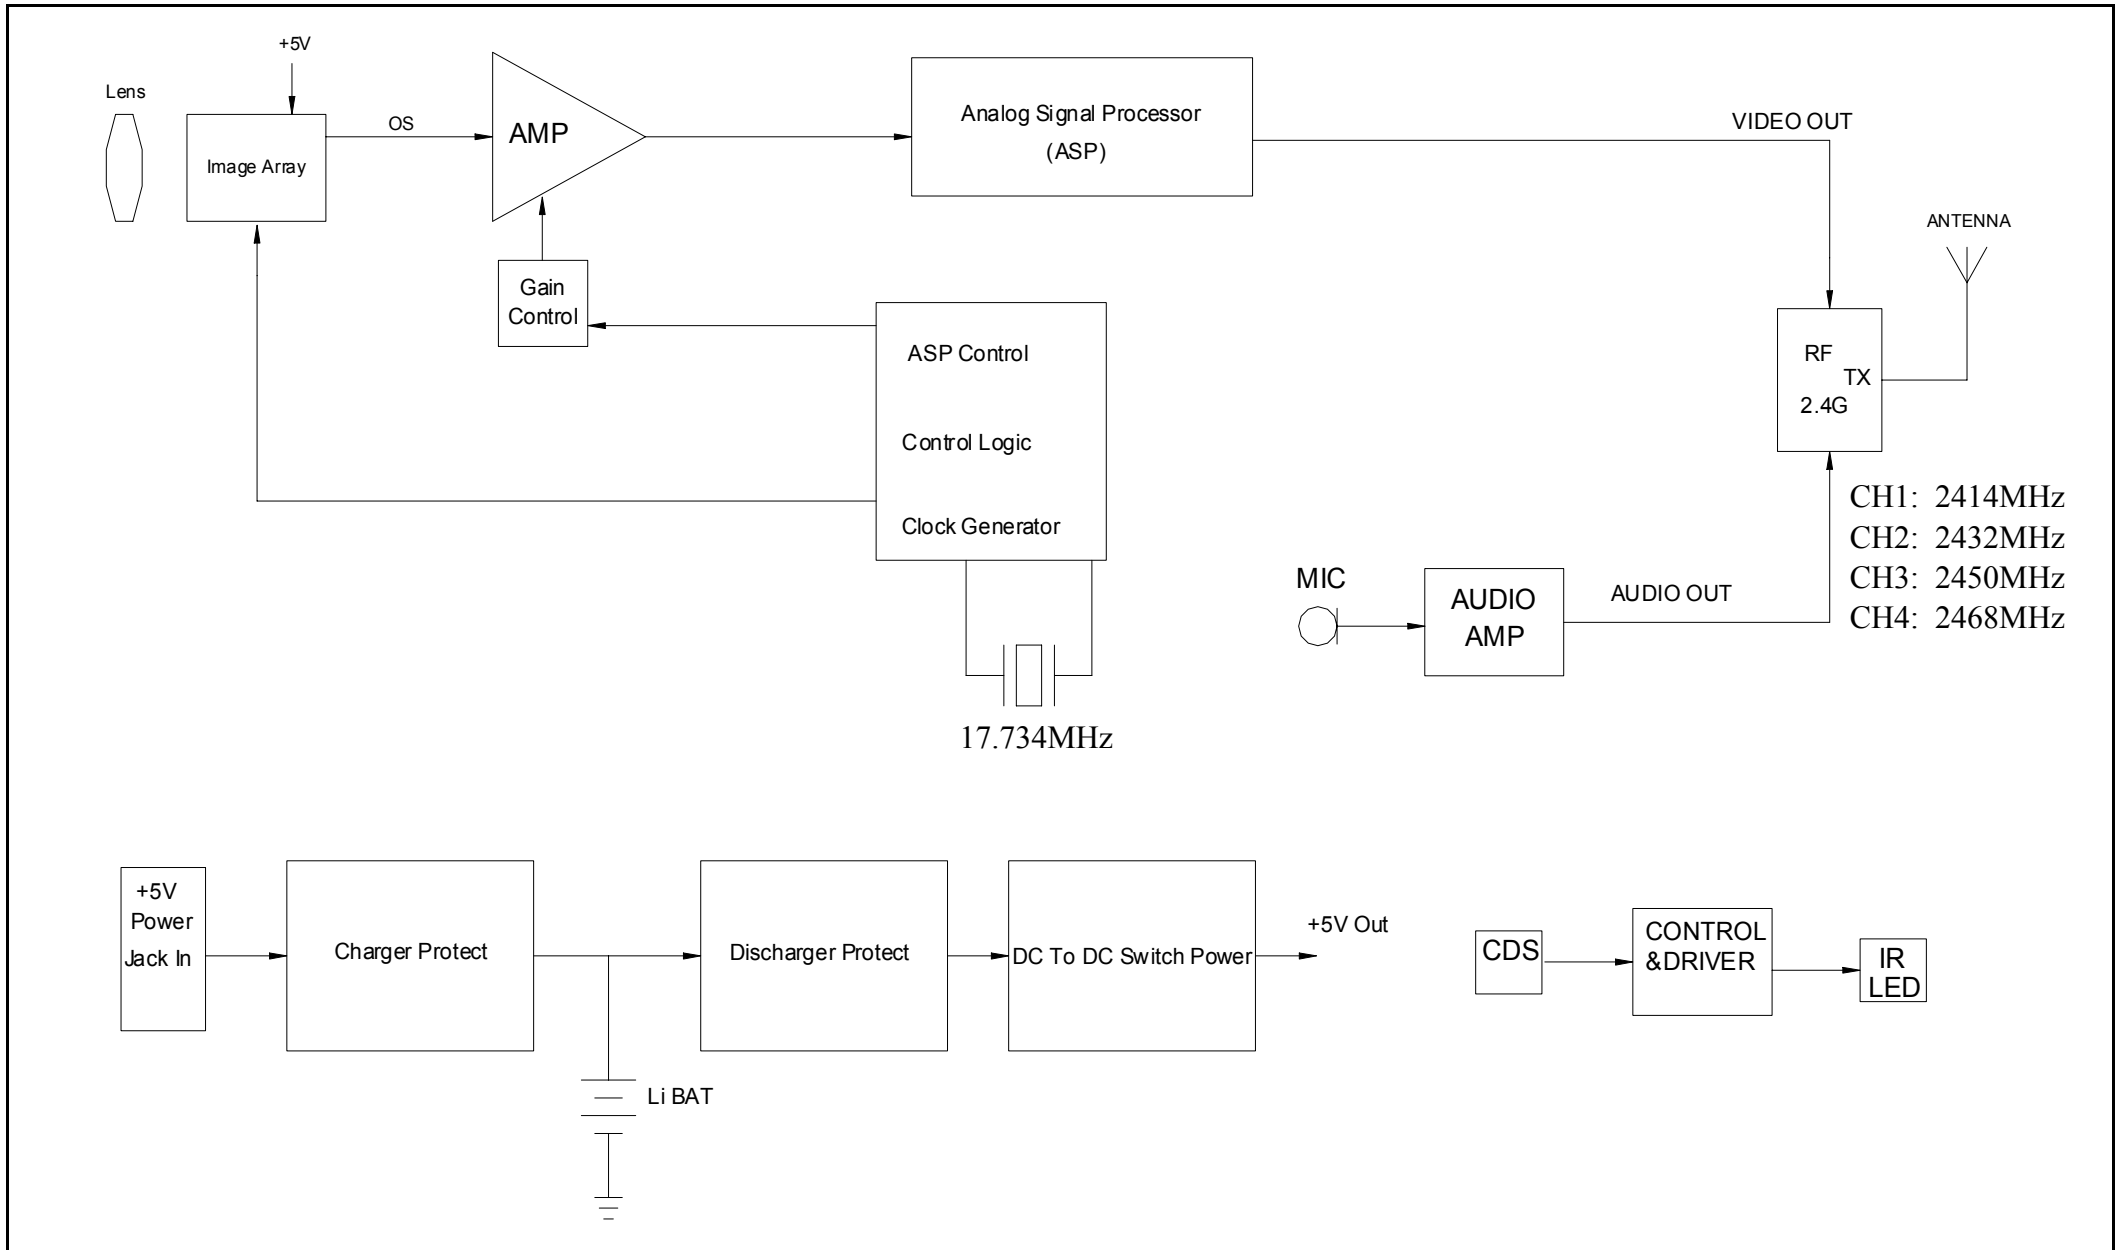 +5V
Lens
Image Array
OS
AMP
Analog Signal Processor
(ASP)
VIDEO OUT
ANTENNA
Gain
Control
ASP Control
Control Logic
Clock Generator
17.734MHz
RF
TX
2.4G
CH1: 2414MHz
CH2: 2432MHz
CH3: 2450MHz
CH4: 2468MHz
MIC
AUDIO
AMP
AUDIO OUT
+5V
Power
Jack In
Charger Protect
Li BAT
Discharger Protect
DC To DC Switch Power
+5V Out
CDS
CONTROL
&DRIVER
IR
LED